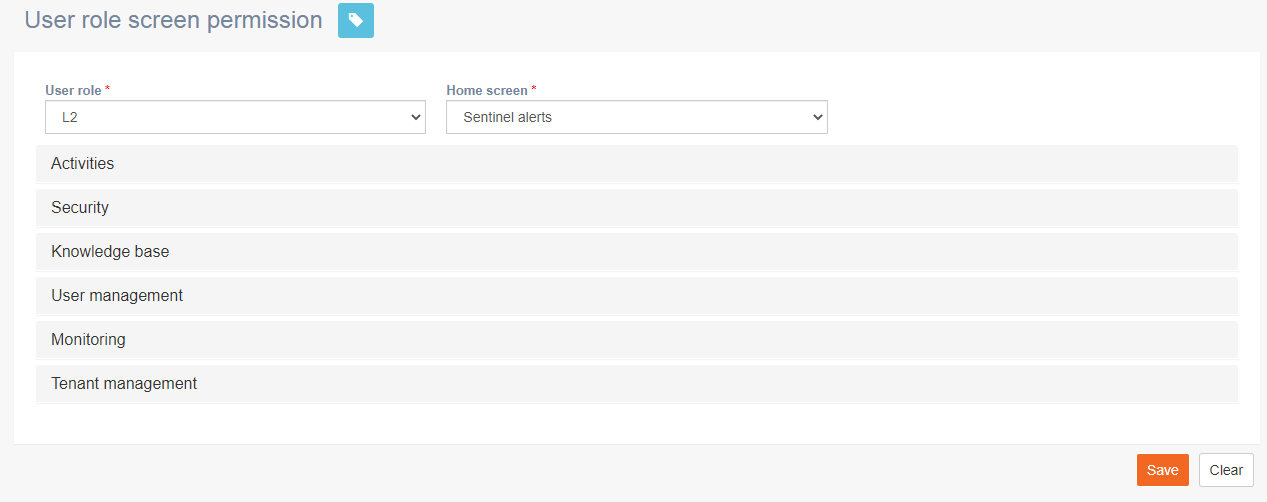 User role screen permission
User role * Home screen *
L2 Sentinel alerts
Activities
Security
Knowledge base
User management
Monitoring
Tenant management
Save Clear